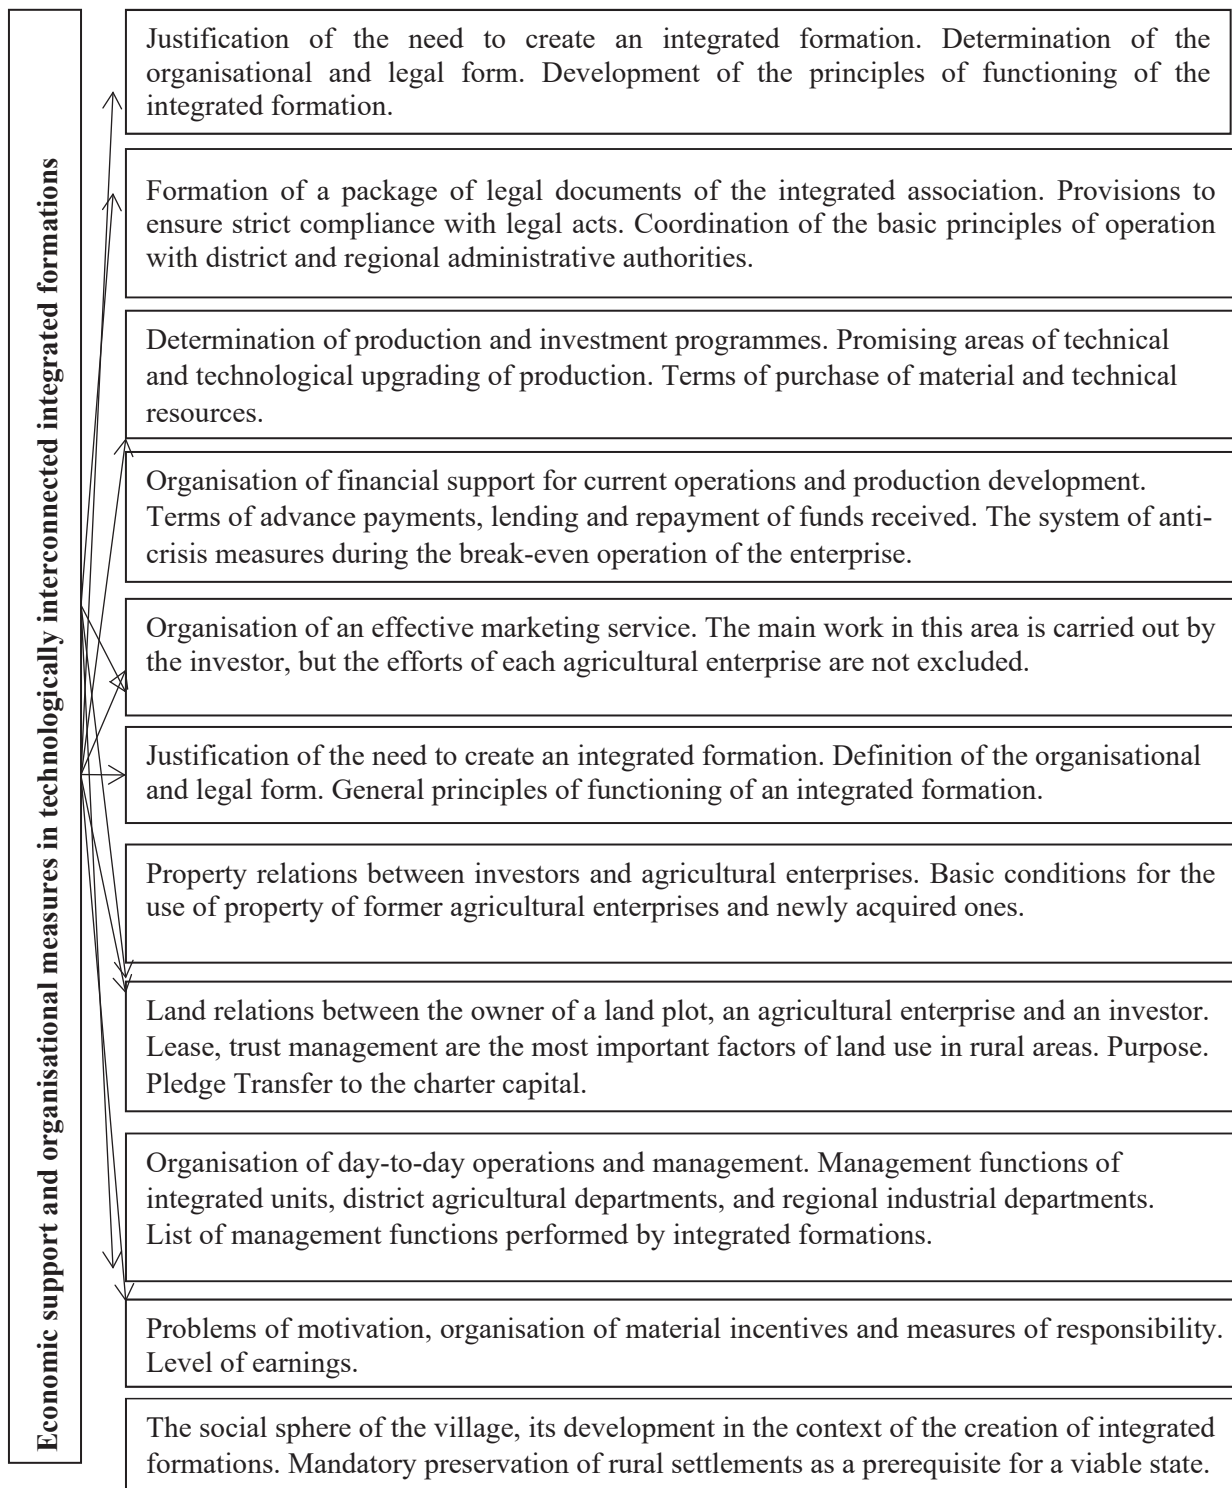 Economic support and organisational measures in technologically interconnected integrated formations
Justification of the need to create an integrated formation. Determination of the
organisational and legal form. Development of the principles of functioning of the
integrated formation.
Formation of a package of legal documents of the integrated association. Provisions to
ensure strict compliance with legal acts. Coordination of the basic principles of operation
with district and regional administrative authorities.
Determination of production and investment programmes. Promising areas of technical
and technological upgrading of production. Terms of purchase of material and technical
resources.
Organisation of financial support for current operations and production development.
Terms of advance payments, lending and repayment of funds received. The system of anti-
crisis measures during the break-even operation of the enterprise.
Organisation of an effective marketing service. The main work in this area is carried out by
the investor, but the efforts of each agricultural enterprise are not excluded.
Justification of the need to create an integrated formation. Definition of the organisational
and legal form. General principles of functioning of an integrated formation.
Property relations between investors and agricultural enterprises. Basic conditions for the
use of property of former agricultural enterprises and newly acquired ones.
Land relations between the owner of a land plot, an agricultural enterprise and an investor.
Lease, trust management are the most important factors of land use in rural areas. Purpose.
Pledge Transfer to the charter capital.
Organisation of day-to-day operations and management. Management functions of
integrated units, district agricultural departments, and regional industrial departments.
List of management functions performed by integrated formations.
Problems of motivation, organisation of material incentives and measures of responsibility.
Level of earnings.
The social sphere of the village, its development in the context of the creation of integrated
formations. Mandatory preservation of rural settlements as a prerequisite for a viable state.